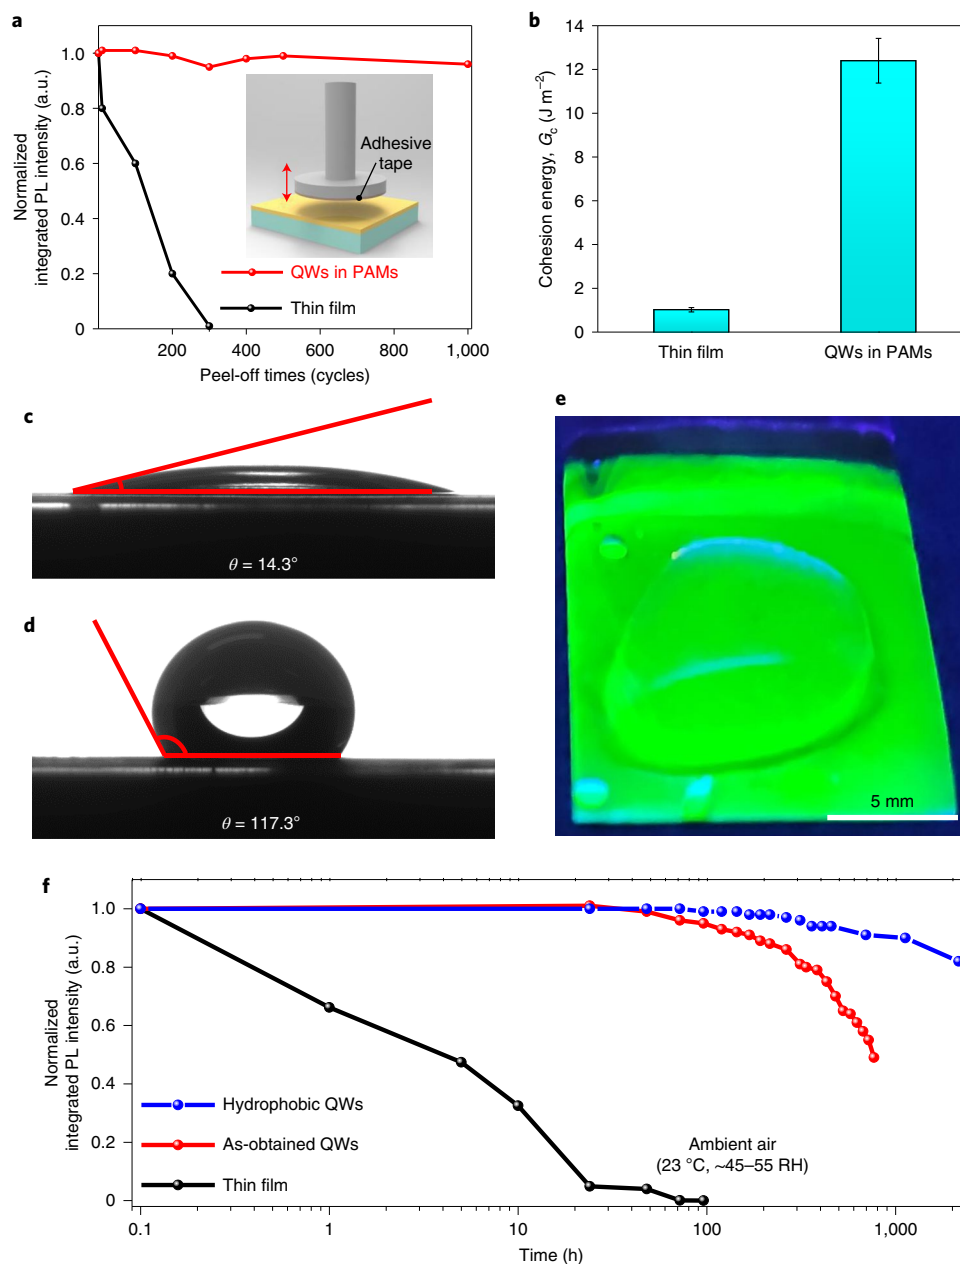 a
1.0
0.8
0.6
0.4
0.2
0
Normalized
integrated PL intensity (a.u.)
Adhesive
tape
QWs in PAMs
Thin film
200
400
600
800
1,000
Peel-off times (cycles)
b
14
12
10
8
6
4
2
0
Cohesion energy, Gc (J m−2)
Thin film
QWs in PAMs
c
θ = 14.3°
d
θ = 117.3°
e
5 mm
f
1.0
0.8
0.6
0.4
0.2
0
Normalized
integrated PL intensity (a.u.)
Hydrophobic QWs
As-obtained QWs
Thin film
Ambient air
(23 °C, ~45–55 RH)
0.1
1
10
100
1,000
Time (h)